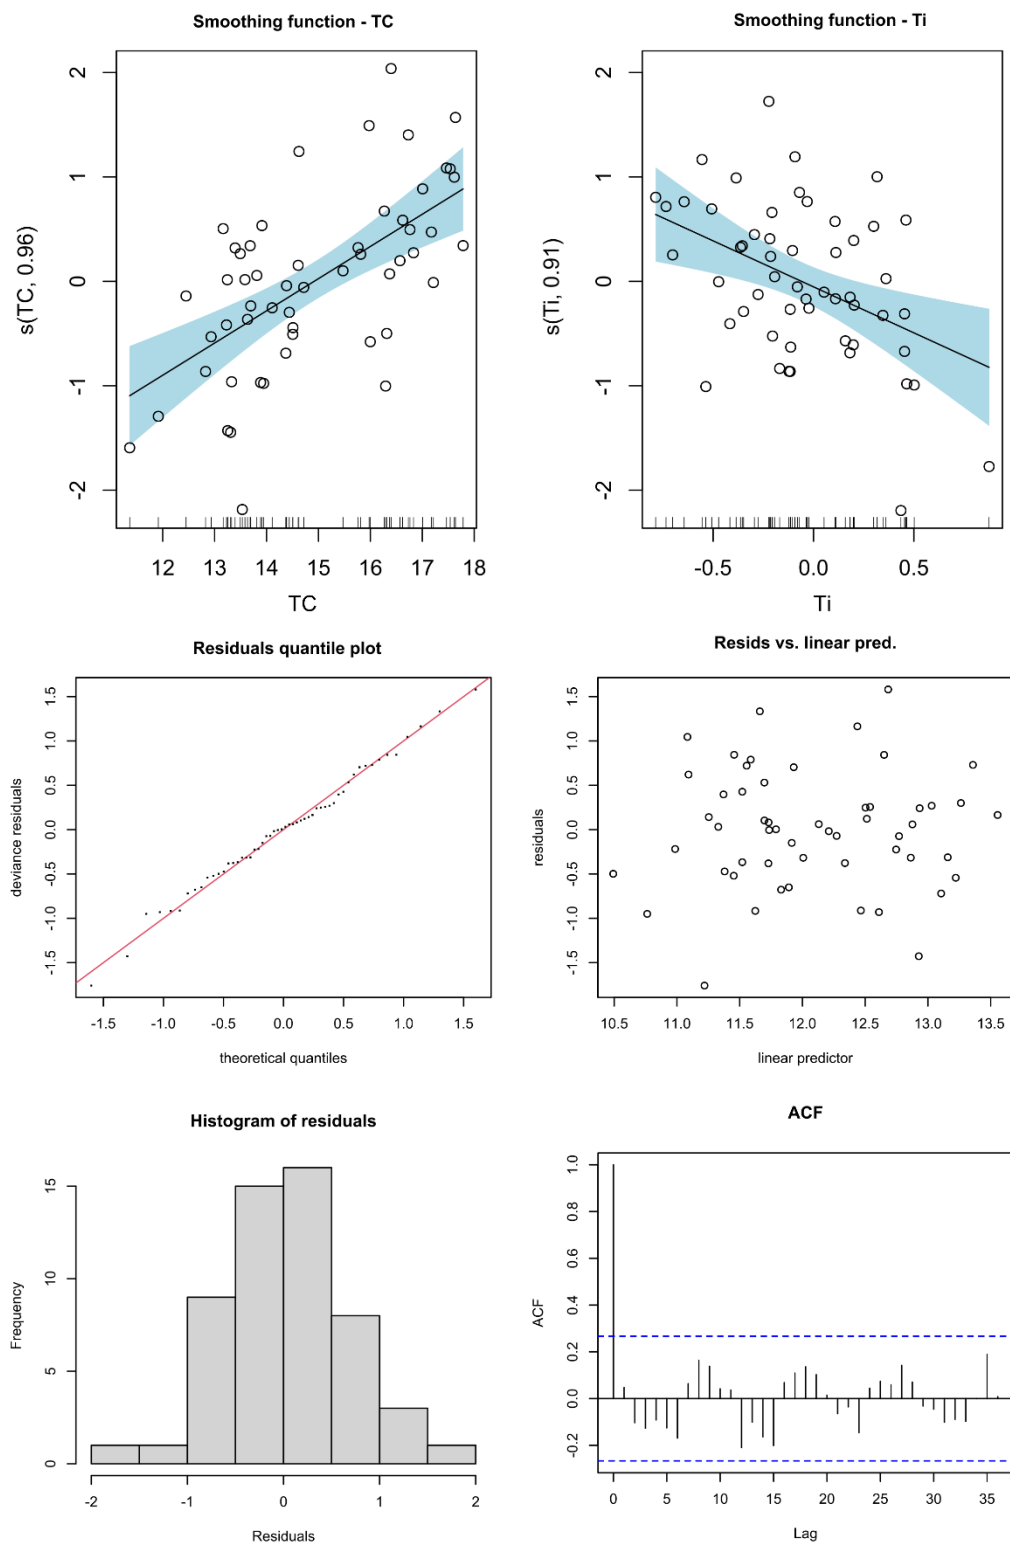 Smoothing function - TC
s(TC, 0.96)
2
1
0
-1
-2
12 13 14 15 16 17 18
TC
Smoothing function - Ti
s(Ti, 0.91)
2
1
0
-1
-2
-0.5 0.0 0.5
Ti
Residuals quantile plot
deviance residuals
1.5
1.0
0.5
0.0
-0.5
-1.0
-1.5
-1.5 -1.0 -0.5 0.0 0.5 1.0 1.5
theoretical quantiles
Resids vs. linear pred.
residuals
1.5
1.0
0.5
0.0
-0.5
-1.0
-1.5
10.5 11.0 11.5 12.0 12.5 13.0 13.5
linear predictor
Histogram of residuals
Frequency
15
10
5
0
-2 -1 0 1 2
Residuals
ACF
ACF
1.0
0.8
0.6
0.4
0.2
0.0
-0.2
0 5 10 15 20 25 30 35
Lag